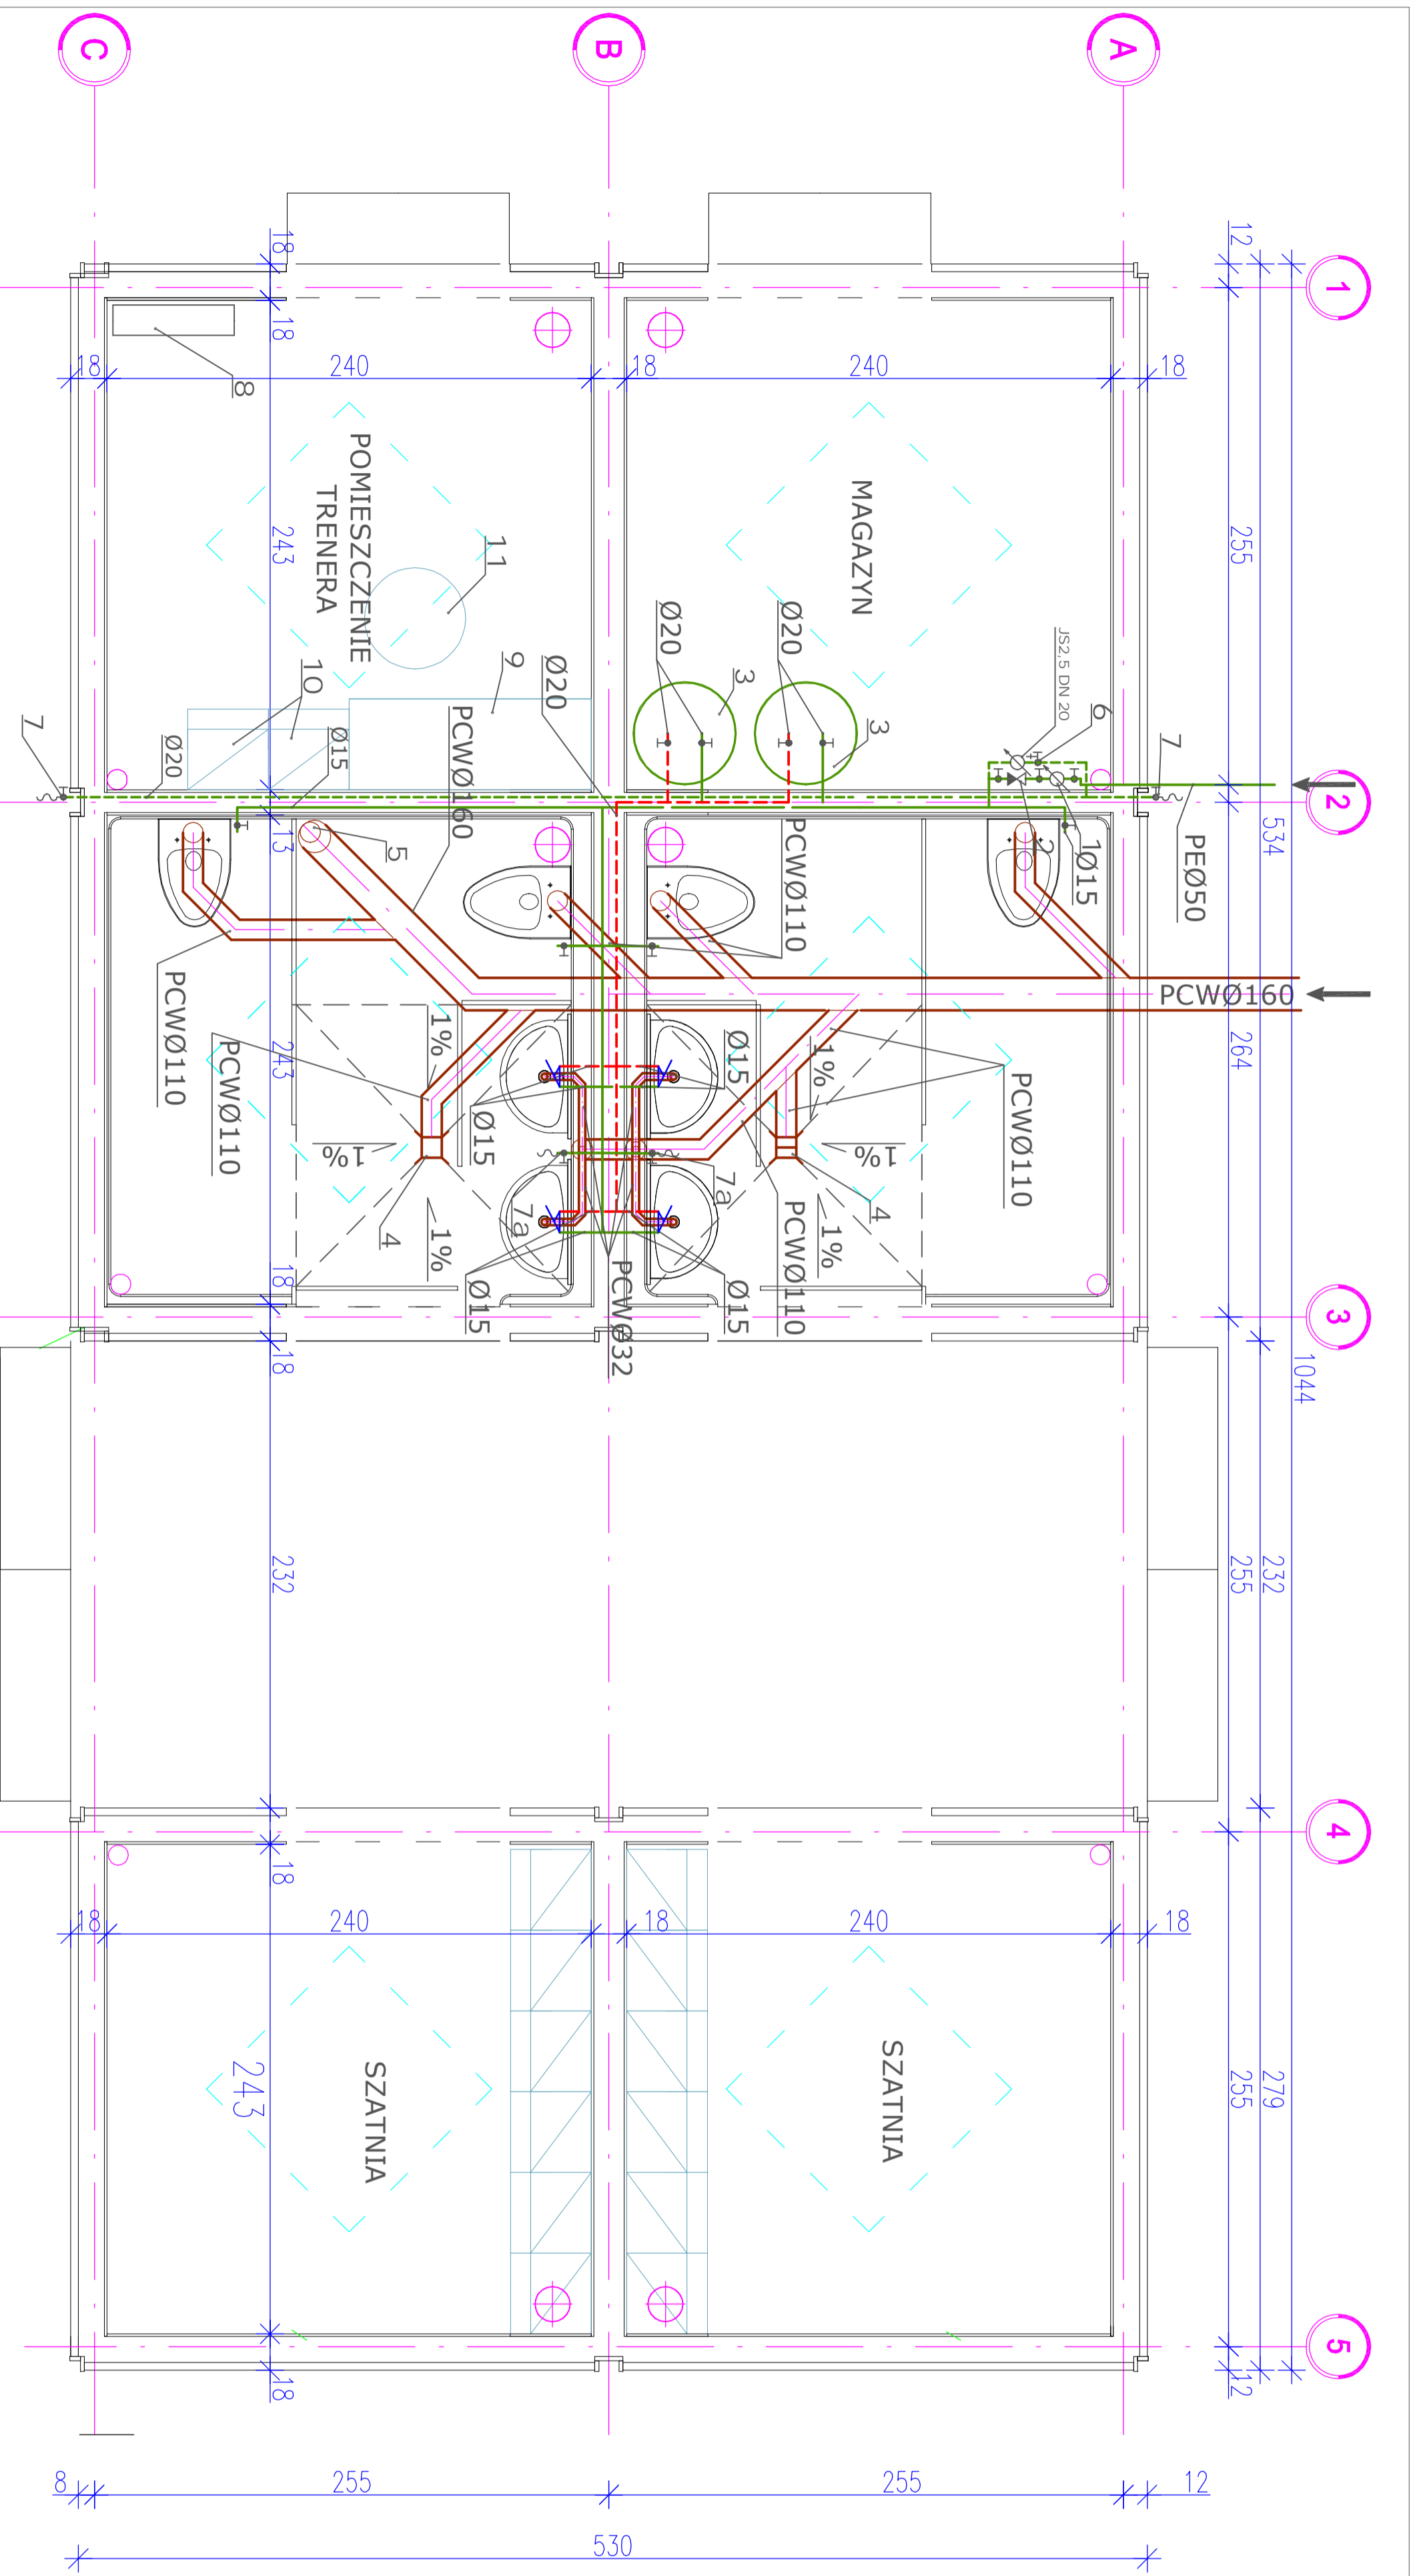 A
B
C
1
2
3
4
5
12
255
264
255
255
12
534
232
279
1044
PEØ50
PCWØ160
7
Ø15
1
2
6
JS2,5 DN 20
18
240
18
240
18
MAGAZYN
Ø20
Ø20
3
3
POMIESZCZENIE
TRENERA
8
9
10
11
Ø20
Ø15
Ø20
7
PCWØ160
5
PCWØ110
PCWØ110
PCWØ110
PCWØ110
PCWØ110
PCWØ32
Ø15
Ø15
Ø15
Ø15
7a
7a
4
4
1%
1%
1%
1%
1%
1%
18
18
243
13
243
18
18
232
18
243
18
18
240
18
240
18
SZATNIA
SZATNIA
8
255
255
12
530